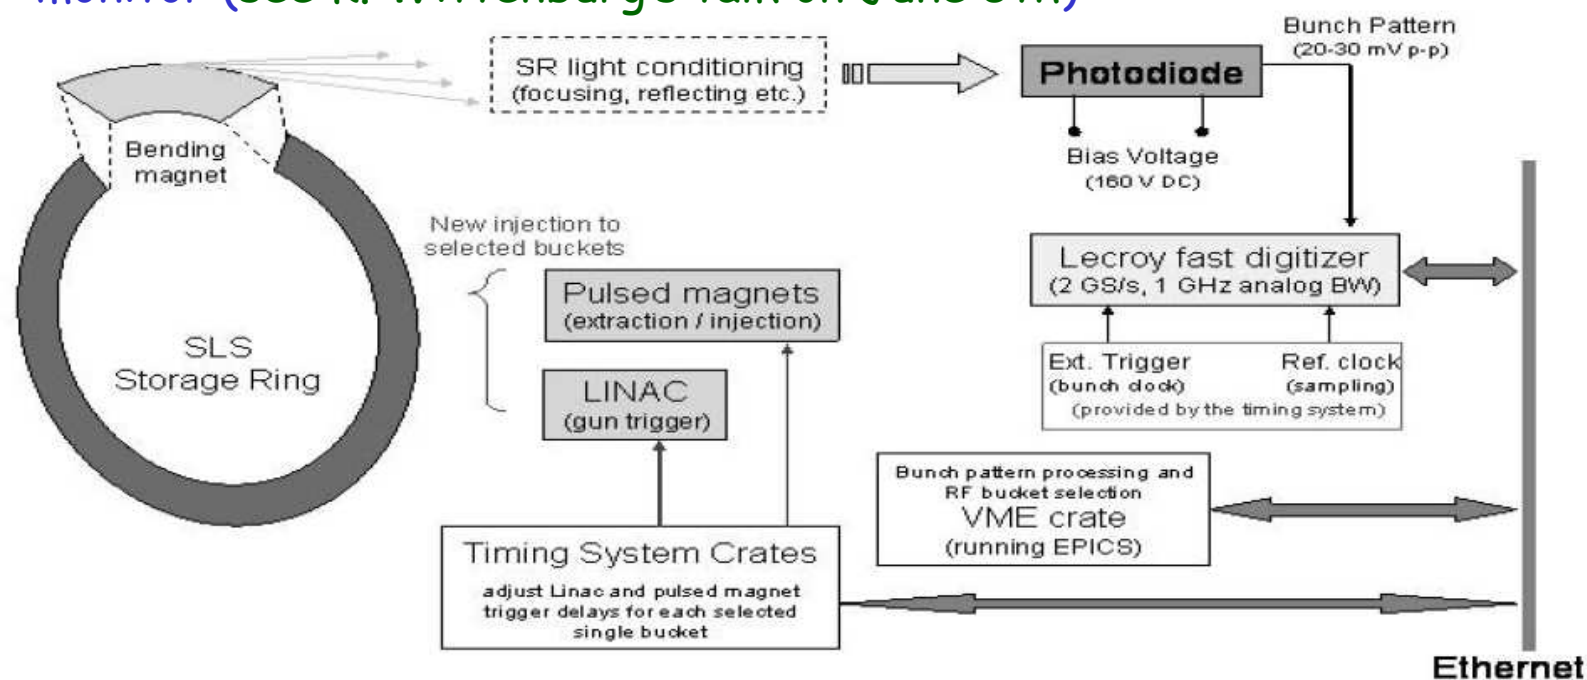 Bunch Pattern
(20-30 mV p-p)
SR light conditioning
(focusing, reflecting etc.)
Photodiode
Bias Voltage
(160 V DC)
Bending
magnet
New injection to
selected buckets
Lecroy fast digitizer
(2 GS/s, 1 GHz analog BW)
Pulsed magnets
(extraction / injection)
SLS
Storage Ring
Ext. Trigger
(bunch clock)
Ref. clock
(sampling)
(provided by the timing system)
LINAC
(gun trigger)
Bunch pattern processing and
RF bucket selection
VME crate
(running EPICS)
Timing System Crates
adjust Linac and pulsed magnet
trigger delays for each selected
single bucket
Ethernet